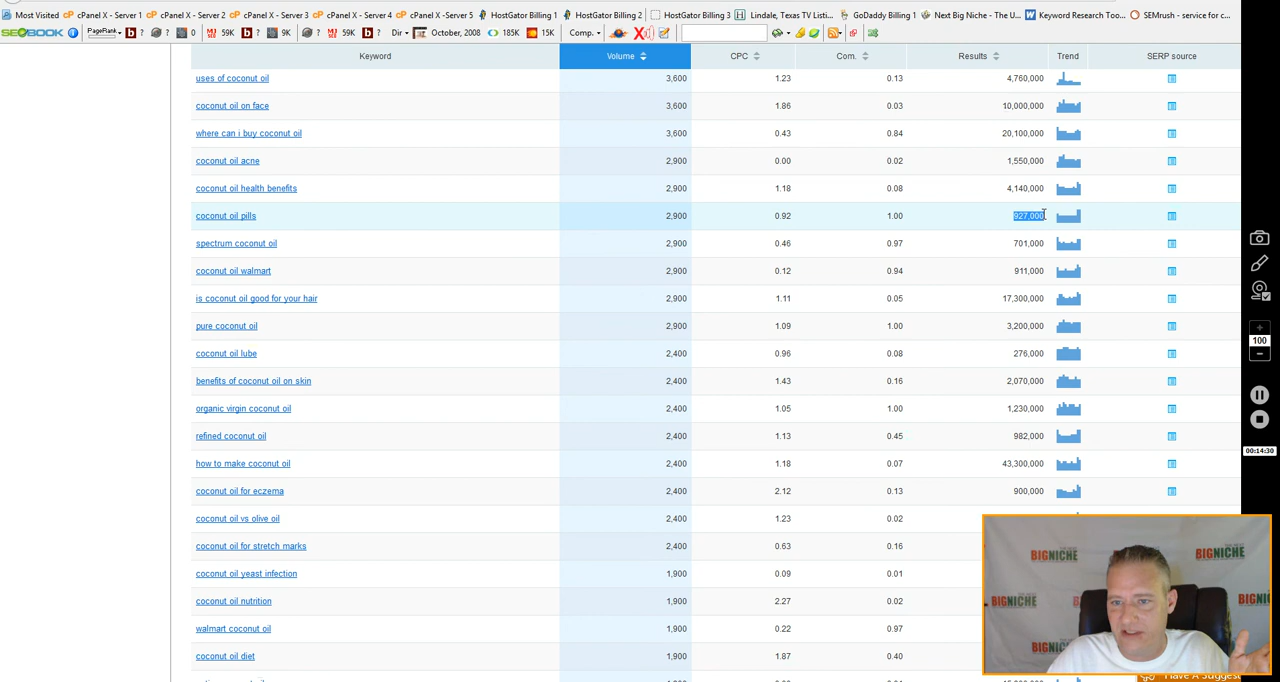 Most Visited cPanel X - Server 1 cPanel X - Server 2 cPanel X - Server 3 cPanel X - Server 4 cPanel X -Server 5 HostGator Billing 1 HostGator Billing 2 HostGator Billing 3 Lindale, Texas TV Listi... GoDaddy Billing 1 Next Big Niche - The U... Keyword Research Too... SEMrush - service for c...
SEOBOOK PageRank ? ? 0 59K ? 9K ? 59K ? Dir October, 2008 185K 15K Comp.
Keyword Volume CPC Com. Results Trend SERP source
uses of coconut oil 3,600 1.23 0.13 4,760,000
coconut oil on face 3,600 1.86 0.03 10,000,000
where can i buy coconut oil 3,600 0.43 0.84 20,100,000
coconut oil acne 2,900 0.00 0.02 1,550,000
coconut oil health benefits 2,900 1.18 0.08 4,140,000
coconut oil pills 2,900 0.92 1.00 927,000
spectrum coconut oil 2,900 0.46 0.97 701,000
coconut oil walmart 2,900 0.12 0.94 911,000
is coconut oil good for your hair 2,900 1.11 0.05 17,300,000
pure coconut oil 2,900 1.09 1.00 3,200,000
100
coconut oil lube 2,400 0.96 0.08 276,000
benefits of coconut oil on skin 2,400 1.43 0.16 2,070,000
organic virgin coconut oil 2,400 1.05 1.00 1,230,000
refined coconut oil 2,400 1.13 0.45 982,000
00:14:30
how to make coconut oil 2,400 1.18 0.07 43,300,000
coconut oil for eczema 2,400 2.12 0.13 900,000
coconut oil vs olive oil 2,400 1.23 0.02
coconut oil for stretch marks 2,400 0.63 0.16
BIGNICHE BIGNICHE
coconut oil yeast infection 1,900 0.09 0.01
coconut oil nutrition 1,900 2.27 0.02
BIGNICHE
walmart coconut oil 1,900 0.22 0.97
coconut oil diet 1,900 1.87 0.40
BIGNICHE
Have A Sugges